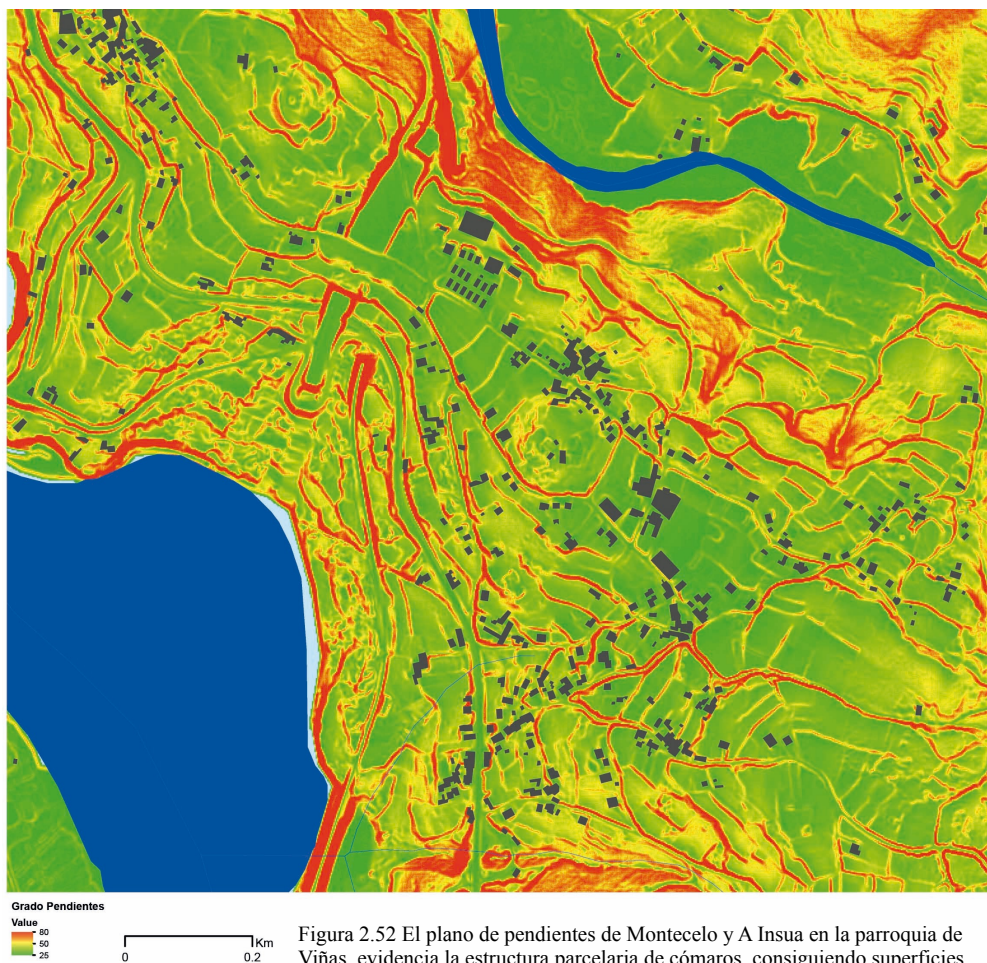 Grado Pendientes
Value
80
50
25
Km
0 0.2
Figura 2.52 El plano de pendientes de Montecelo y A Insua en la parroquia de
Viñas, evidencia la estructura parcelaria de cómaros, consiguiendo superficies